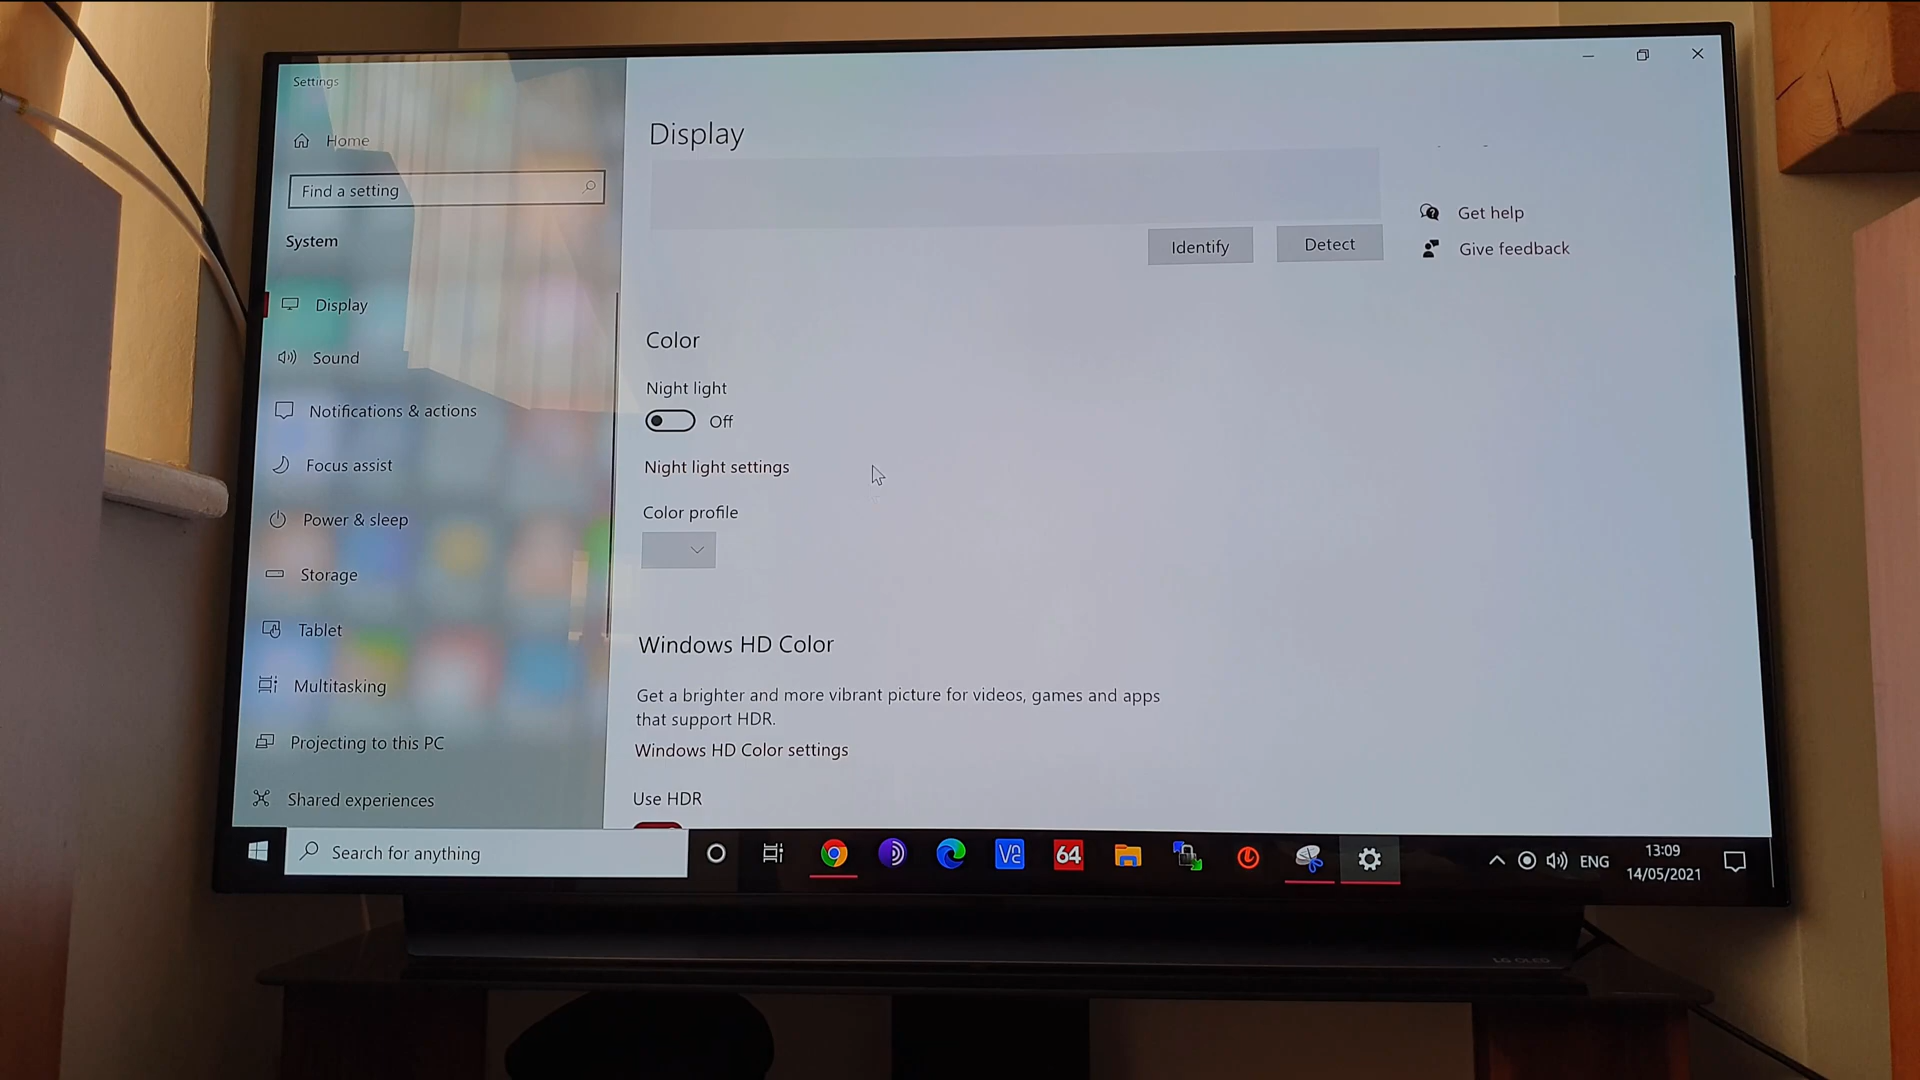 Settings
Home
Find a setting
System
Display
Sound
Notifications & actions
Focus assist
Power & sleep
Storage
Tablet
Multitasking
Projecting to this PC
Shared experiences
Display
Identify
Detect
Get help
Give feedback
Color
Night light
Off
Night light settings
Color profile
Windows HD Color
Get a brighter and more vibrant picture for videos, games and apps
that support HDR.
Windows HD Color settings
Use HDR
Search for anything
64
ENG
13:09
14/05/2021
LG OLED